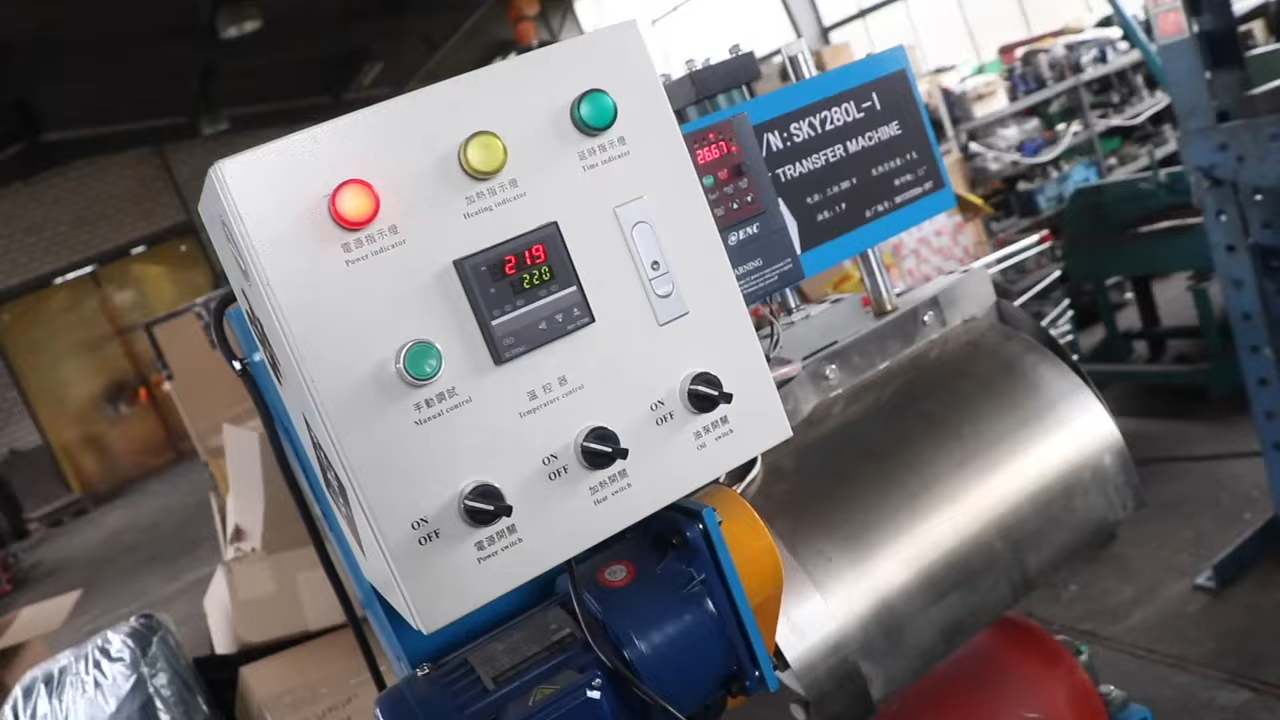 電源指示燈
Power indicator
加熱指示燈
Heating indicator
延時指示燈
Time indicator
219
220
手動調試
Manual control
溫控器
Temperature control
ON
OFF
電源開關
Power switch
ON
OFF
加熱開關
Heat switch
ON
OFF
油泵開關
Oil switch
26.67
ENC
WARNING
/N:SKY280L-I
T TRANSFER MACHINE